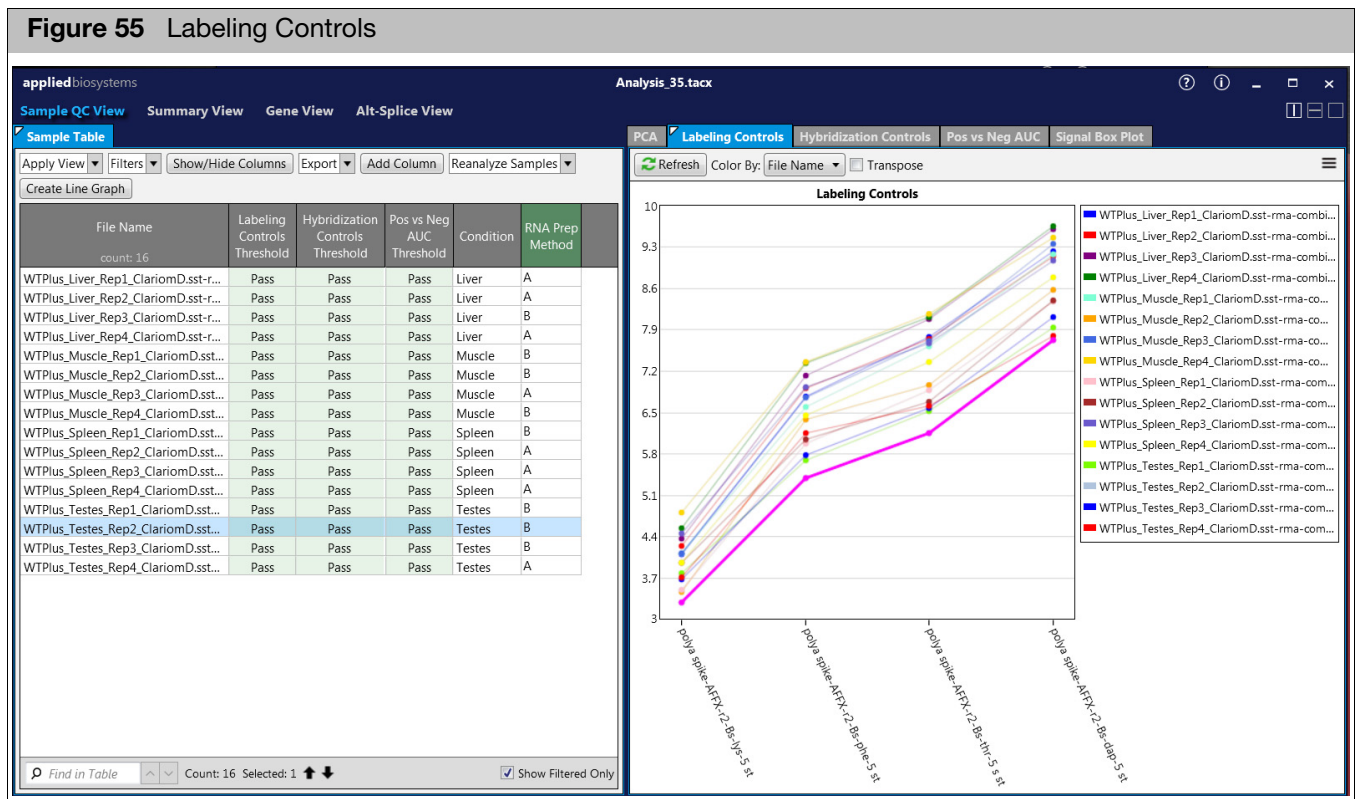 Figure 55 Labeling Controls
appliedbiosystems
Analysis_35.tacx
Sample QC View Summary View Gene View Alt-Splice View
Sample Table
Apply View Filters Show/Hide Columns Export Add Column Reanalyze Samples
Create Line Graph
File Name
count: 16
Labeling Controls Threshold
Hybridization Controls Threshold
Pos vs Neg AUC Threshold
Condition
RNA Prep Method
WTPlus_Liver_Rep1_ClariomD.sst-r... Pass Pass Pass Liver A
WTPlus_Liver_Rep2_ClariomD.sst-r... Pass Pass Pass Liver A
WTPlus_Liver_Rep3_ClariomD.sst-r... Pass Pass Pass Liver B
WTPlus_Liver_Rep4_ClariomD.sst-r... Pass Pass Pass Liver A
WTPlus_Muscle_Rep1_ClariomD.sst... Pass Pass Pass Muscle B
WTPlus_Muscle_Rep2_ClariomD.sst... Pass Pass Pass Muscle B
WTPlus_Muscle_Rep3_ClariomD.sst... Pass Pass Pass Muscle A
WTPlus_Muscle_Rep4_ClariomD.sst... Pass Pass Pass Muscle B
WTPlus_Spleen_Rep1_ClariomD.sst... Pass Pass Pass Spleen B
WTPlus_Spleen_Rep2_ClariomD.sst... Pass Pass Pass Spleen A
WTPlus_Spleen_Rep3_ClariomD.sst... Pass Pass Pass Spleen A
WTPlus_Spleen_Rep4_ClariomD.sst... Pass Pass Pass Spleen A
WTPlus_Testes_Rep1_ClariomD.sst... Pass Pass Pass Testes B
WTPlus_Testes_Rep2_ClariomD.sst... Pass Pass Pass Testes B
WTPlus_Testes_Rep3_ClariomD.sst... Pass Pass Pass Testes B
WTPlus_Testes_Rep4_ClariomD.sst... Pass Pass Pass Testes A
Find in Table Count: 16 Selected: 1 Show Filtered Only
PCA Labeling Controls Hybridization Controls Pos vs Neg AUC Signal Box Plot
Refresh Color By: File Name Transpose
Labeling Controls
10
9.3
8.6
7.9
7.2
6.5
5.8
5.1
4.4
3.7
3
polya spike-AFFX-r2-Bs-lys-5 st
polya spike-AFFX-r2-Bs-phe-5 st
polya spike-AFFX-r2-Bs-thr-5 s st
polya spike-AFFX-r2-Bs-dap-5 st
WTPlus_Liver_Rep1_ClariomD.sst-rma-combi...
WTPlus_Liver_Rep2_ClariomD.sst-rma-combi...
WTPlus_Liver_Rep3_ClariomD.sst-rma-combi...
WTPlus_Liver_Rep4_ClariomD.sst-rma-combi...
WTPlus_Muscle_Rep1_ClariomD.sst-rma-co...
WTPlus_Muscle_Rep2_ClariomD.sst-rma-co...
WTPlus_Muscle_Rep3_ClariomD.sst-rma-co...
WTPlus_Muscle_Rep4_ClariomD.sst-rma-co...
WTPlus_Spleen_Rep1_ClariomD.sst-rma-com...
WTPlus_Spleen_Rep2_ClariomD.sst-rma-com...
WTPlus_Spleen_Rep3_ClariomD.sst-rma-com...
WTPlus_Spleen_Rep4_ClariomD.sst-rma-com...
WTPlus_Testes_Rep1_ClariomD.sst-rma-com...
WTPlus_Testes_Rep2_ClariomD.sst-rma-com...
WTPlus_Testes_Rep3_ClariomD.sst-rma-com...
WTPlus_Testes_Rep4_ClariomD.sst-rma-com...